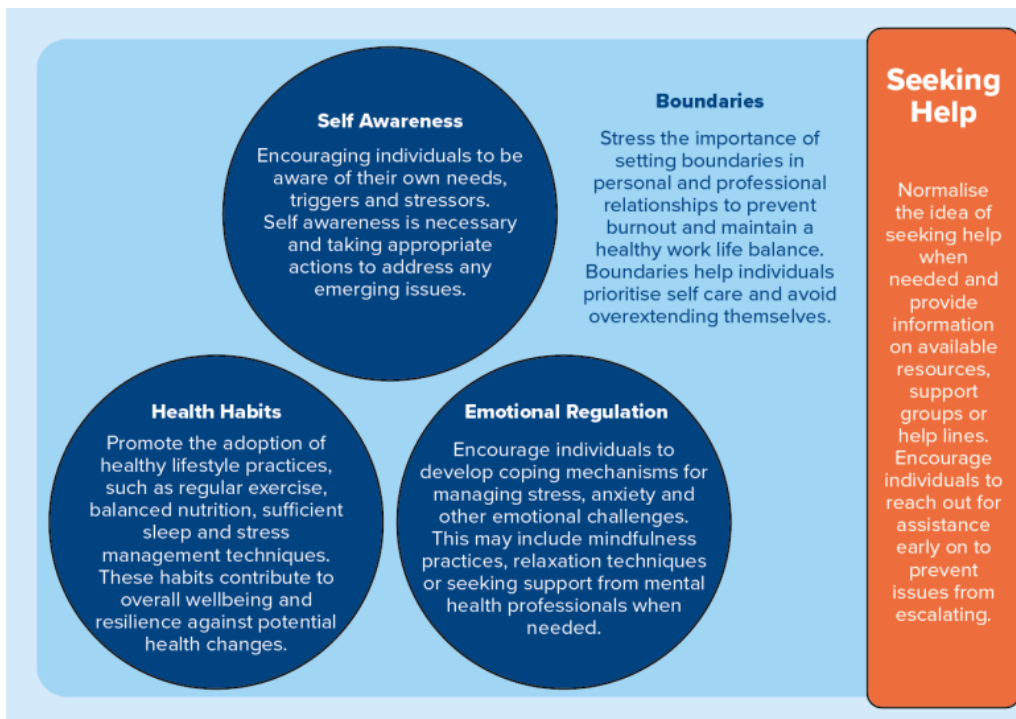 Self Awareness
Encouraging individuals to be
aware of their own needs,
triggers and stressors.
Self awareness is necessary
and taking appropriate
actions to address any
emerging issues.
Boundaries
Stress the importance of
setting boundaries in
personal and professional
relationships to prevent
burnout and maintain a
healthy work life balance.
Boundaries help individuals
prioritise self care and avoid
overextending themselves.
Health Habits
Promote the adoption of
healthy lifestyle practices,
such as regular exercise,
balanced nutrition, sufficient
sleep and stress
management techniques.
These habits contribute to
overall wellbeing and
resilience against potential
health changes.
Emotional Regulation
Encourage individuals to
develop coping mechanisms for
managing stress, anxiety and
other emotional challenges.
This may include mindfulness
practices, relaxation techniques
or seeking support from mental
health professionals when
needed.
Seeking
Help
Normalise
the idea of
seeking help
when
needed and
provide
information
on available
resources,
support
groups or
help lines.
Encourage
individuals to
reach out for
assistance
early on to
prevent
issues from
escalating.